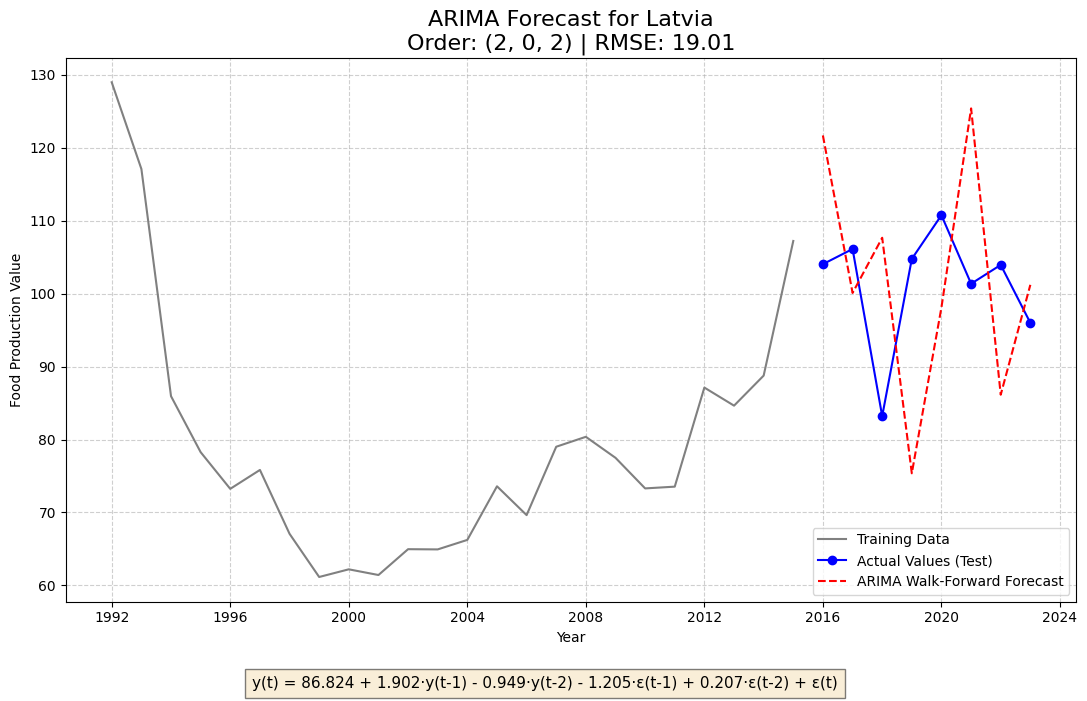 ARIMA Forecast for Latvia
Order: (2, 0, 2) | RMSE: 19.01
Food Production Value
130
120
110
100
90
80
70
60
1992
1996
2000
2004
2008
2012
2016
2020
2024
Year
Training Data
Actual Values (Test)
ARIMA Walk-Forward Forecast
y(t) = 86.824 + 1.902·y(t-1) - 0.949·y(t-2) - 1.205·ε(t-1) + 0.207·ε(t-2) + ε(t)